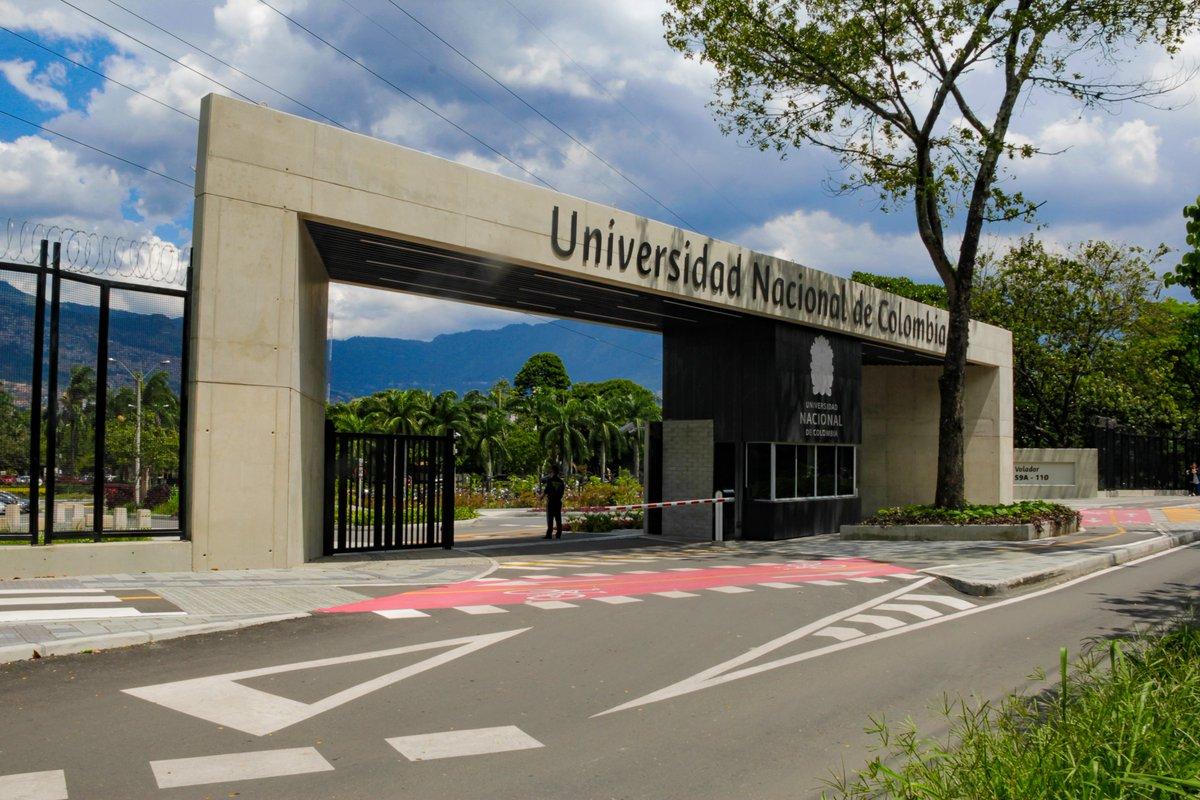 Universidad Nacional de Colombia
UNIVERSIDAD
NACIONAL
DE COLOMBIA
Volador
59A - 110